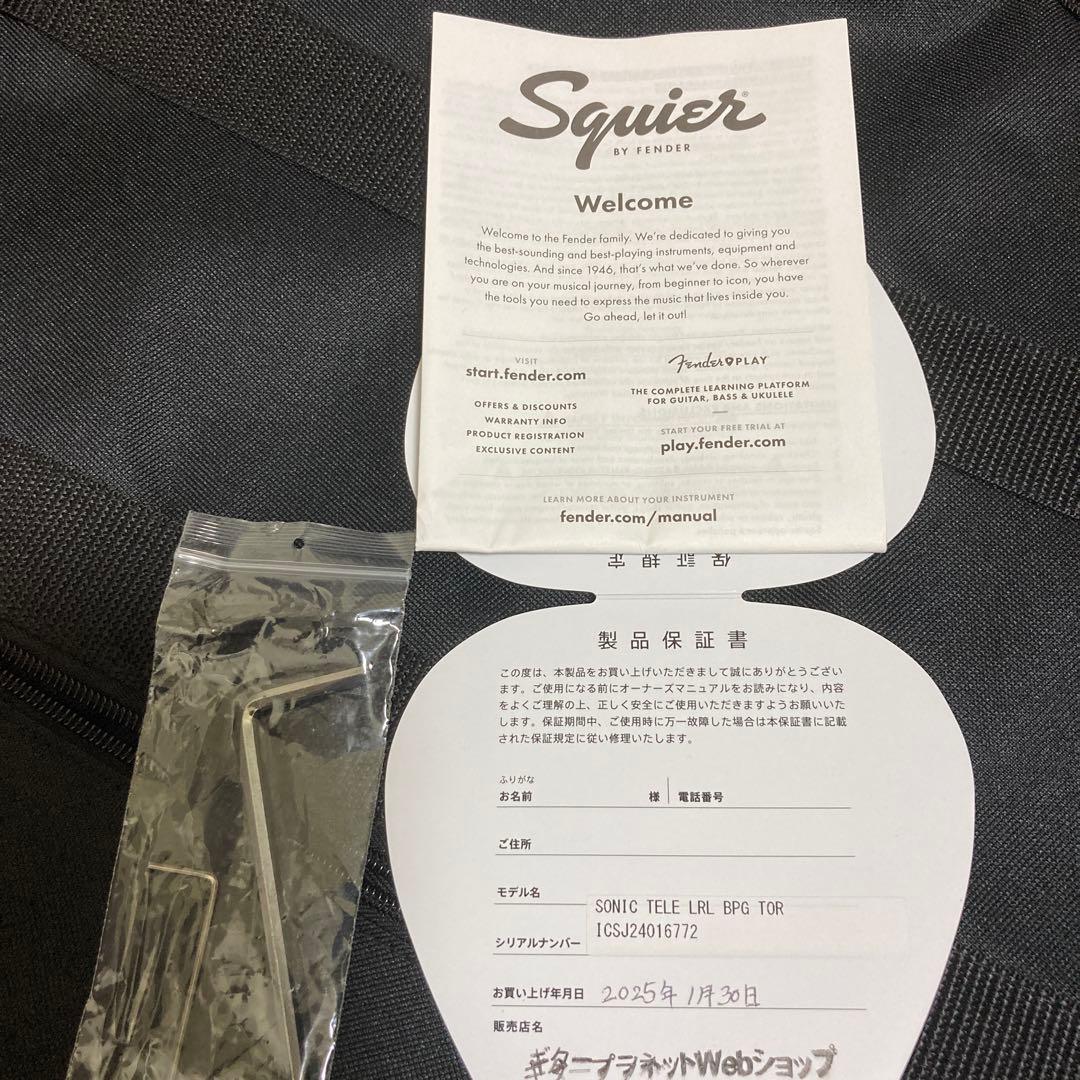 Squier®
BY FENDER
Welcome
Welcome to the Fender family. We're dedicated to giving you
the best-sounding and best-playing instruments, equipment and
technologies. And since 1946, that's what we've done. So wherever
you are on your musical journey, from beginner to icon, you have
the tools you need to express the music that lives inside you.
Go ahead, let it out!
VISIT
start.fender.com
OFFERS & DISCOUNTS
WARRANTY INFO
PRODUCT REGISTRATION
EXCLUSIVE CONTENT
Fender PLAY
THE COMPLETE LEARNING PLATFORM
FOR GUITAR, BASS & UKULELE
START YOUR FREE TRIAL AT
play.fender.com
LEARN MORE ABOUT YOUR INSTRUMENT
fender.com/manual
保証規定
製品保証書
この度は、本製品をお買い上げいただきまして誠にありがとうござい
ます。ご使用になる前にオーナーズマニュアルをお読みになり、内容
をよくご理解の上、正しく安全にご使用いただきますようお願いいた
します。保証期間中、ご使用時に万一故障した場合は本保証書に記載
された保証規定に従い修理いたします。
ふりがな
お名前 様 電話番号
ご住所
モデル名 SONIC TELE LRL BPG TOR
シリアルナンバー ICSJ24016772
お買い上げ年月日 2025年1月30日
販売店名
ギタープラネットWebショップ